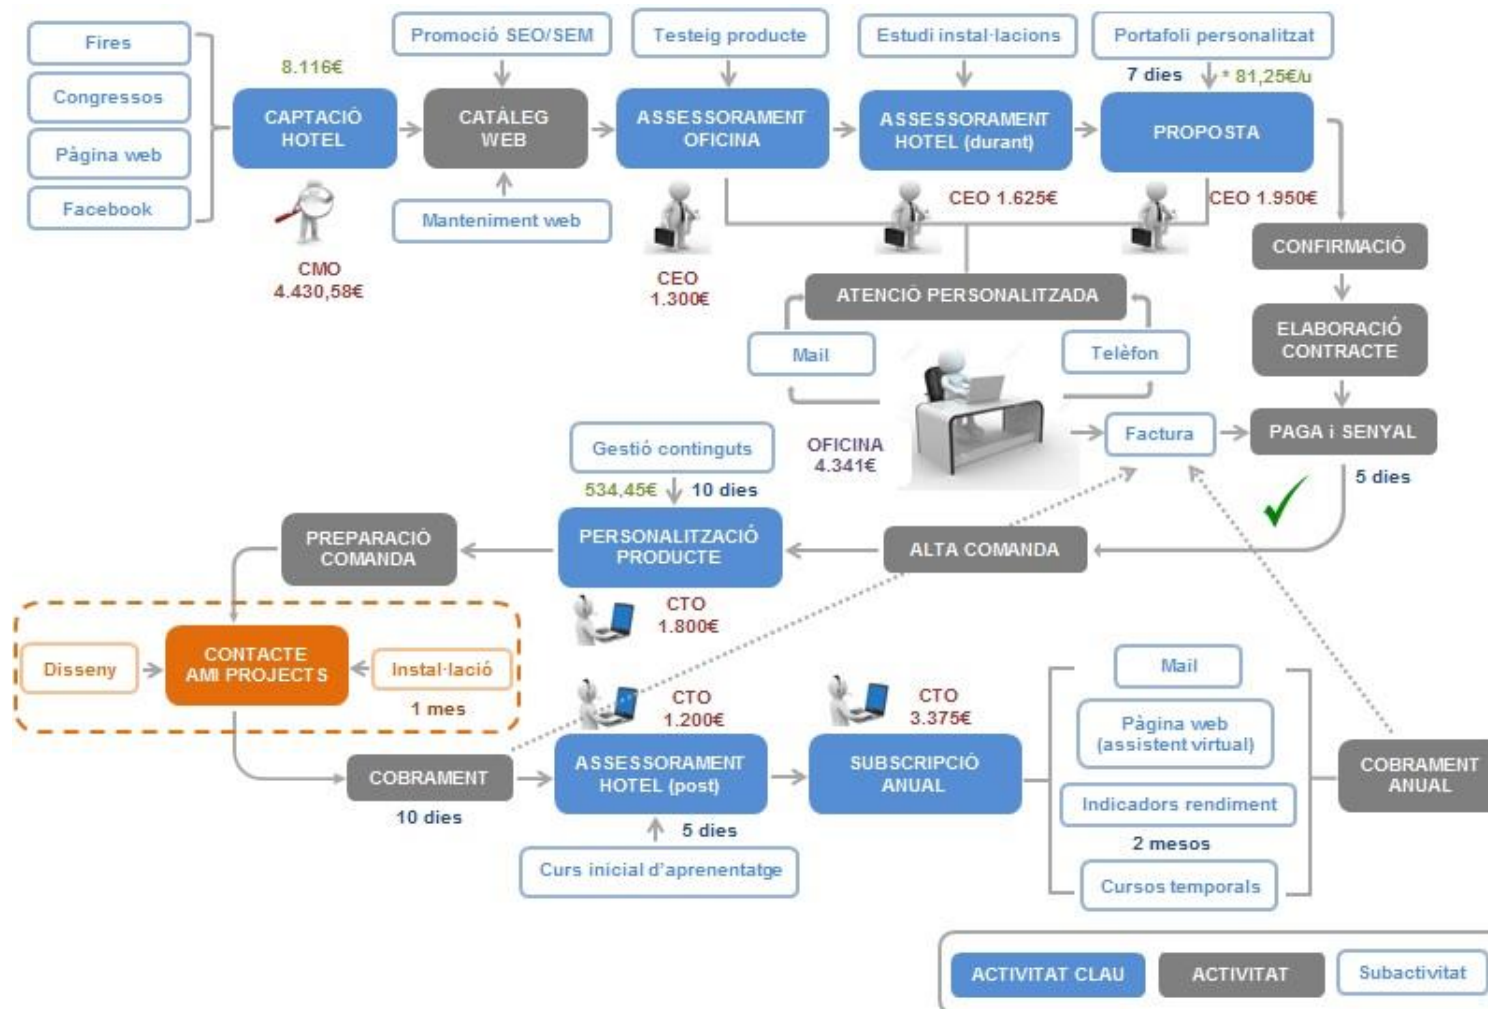 Fires
Congressos
Pàgina web
Facebook
8.116€
CAPTACIÓ
HOTEL
CMO
4.430,58€
Promoció SEO/SEM
CATÀLEG
WEB
Manteniment web
Testeig producte
ASSESSORAMENT
OFICINA
CEO
1.300€
Estudi instal·lacions
ASSESSORAMENT
HOTEL (durant)
CEO 1.625€
Portafoli personalitzat
7 dies
* 81,25€/u
PROPOSTA
CEO 1.950€
CONFIRMACIÓ
ATENCIÓ PERSONALITZADA
Mail
Telèfon
ELABORACIÓ
CONTRACTE
OFICINA
4.341€
Factura
PAGA i SENYAL
5 dies
Gestió continguts
534,45€
10 dies
PREPARACIÓ
COMANDA
PERSONALITZACIÓ
PRODUCTE
ALTA COMANDA
CTO
1.800€
Disseny
CONTACTE
AMI PROJECTS
Instal·lació
1 mes
CTO
1.200€
CTO
3.375€
COBRAMENT
10 dies
ASSESSORAMENT
HOTEL (post)
5 dies
Curs inicial d'aprenentatge
SUBSCRIPCIÓ
ANUAL
Mail
Pàgina web
(assistent virtual)
Indicadors rendiment
2 mesos
Cursos temporals
COBRAMENT
ANUAL
ACTIVITAT CLAU
ACTIVITAT
Subactivitat